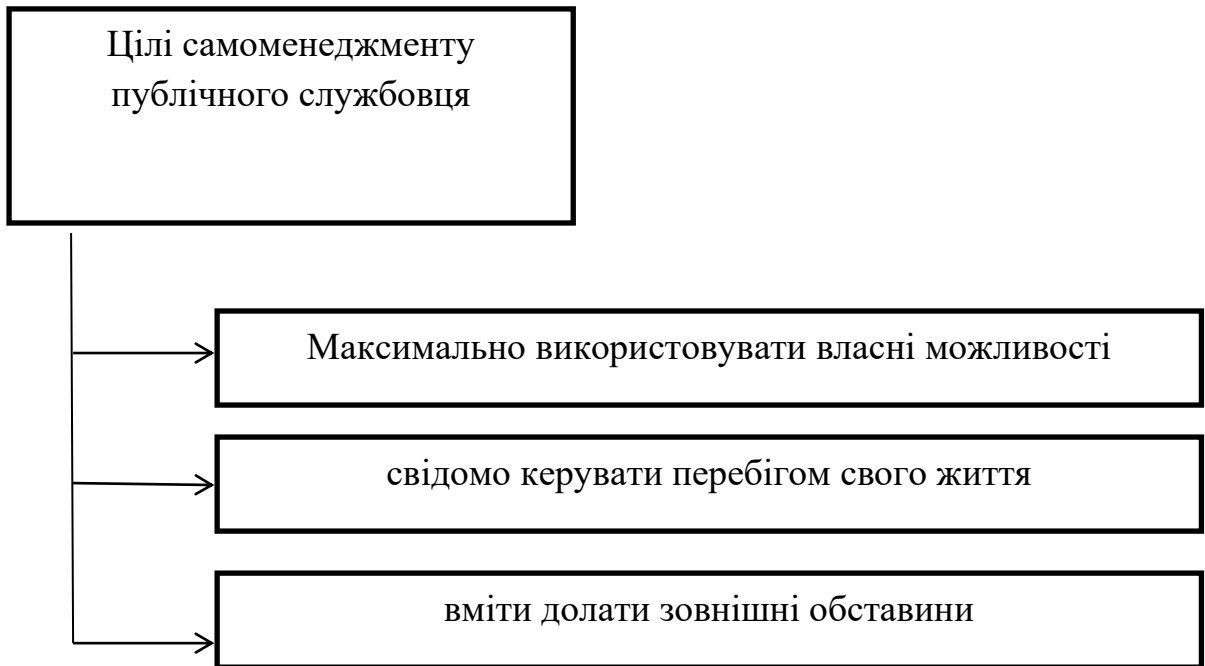 Цілі самоменеджменту
публічного службовця
Максимально використовувати власні можливості
свідомо керувати перебігом свого життя
вміти долати зовнішні обставини